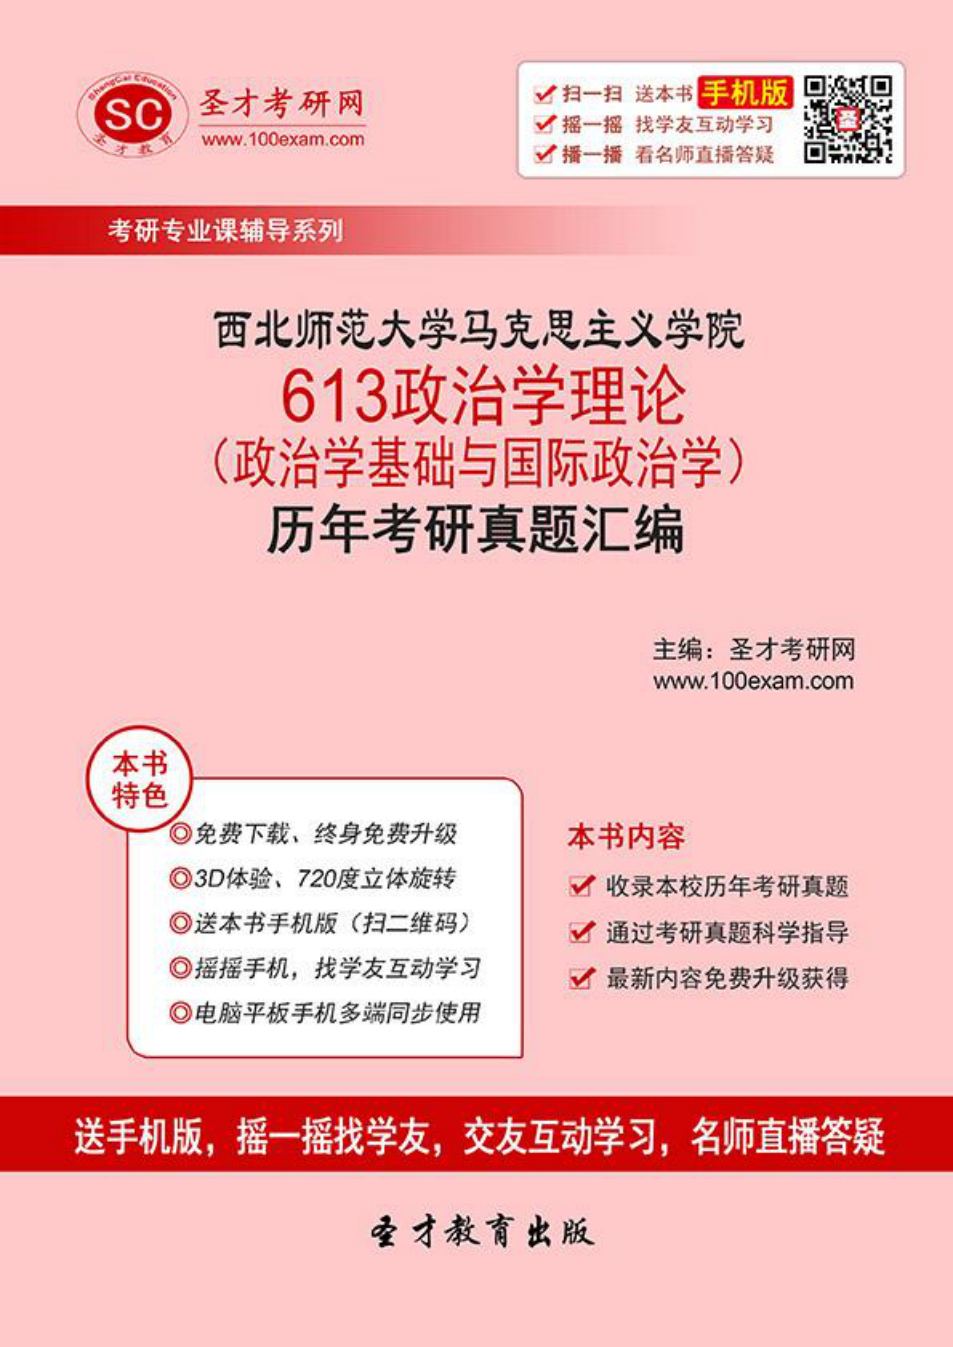 ShengCai Education
SC
圣才教育
圣才考研网
www.100exam.com
扫一扫 送本书 手机版
摇一摇 找学友互动学习
播一播 看名师直播答疑
圣
考研专业课辅导系列
西北师范大学马克思主义学院
613政治学理论
（政治学基础与国际政治学）
历年考研真题汇编
主编：圣才考研网
www.100exam.com
本书
特色
◎免费下载、终身免费升级
◎3D体验、720度立体旋转
◎送本书手机版（扫二维码）
◎摇摇手机，找学友互动学习
◎电脑平板手机多端同步使用
本书内容
收录本校历年考研真题
通过考研真题科学指导
最新内容免费升级获得
送手机版，摇一摇找学友，交友互动学习，名师直播答疑
圣才教育出版